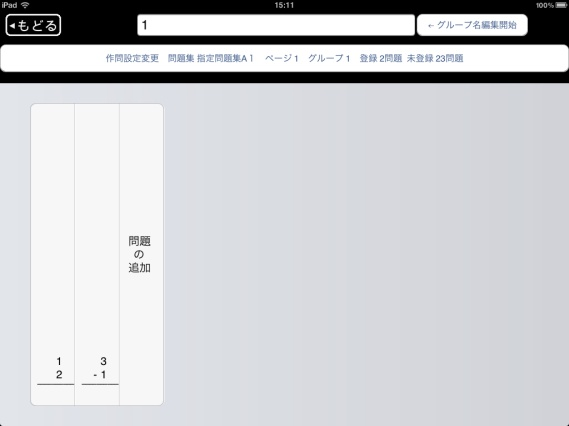 iPad 15:11 100%
◂もどる 1 ←グループ名編集開始
作問設定変更 問題集 指定問題集A1 ページ 1 グループ 1 登録 2問題 未登録 23問題
問題
の
追加
1 3
2 - 1